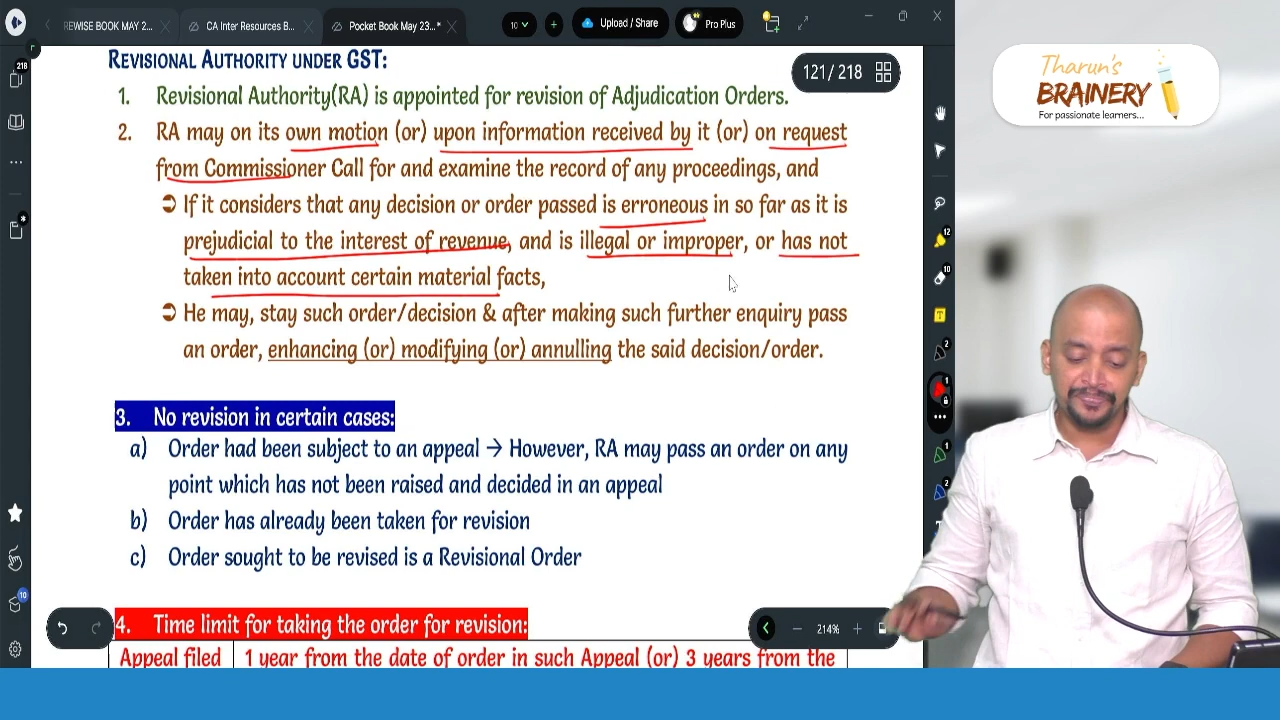 REWISE BOOK MAY 2...
CA Inter Resources B...
Pocket Book May 23...*
10
Upload / Share
Pro Plus
218
121 / 218
REVISIONAL AUTHORITY UNDER GST:
1. Revisional Authority(RA) is appointed for revision of Adjudication Orders.
2. RA may on its own motion (or) upon information received by it (or) on request
from Commissioner Call for and examine the record of any proceedings, and
➲ If it considers that any decision or order passed is erroneous in so far as it is
prejudicial to the interest of revenue, and is illegal or improper, or has not
taken into account certain material facts,
➲ He may, stay such order/decision & after making such further enquiry pass
an order, enhancing (or) modifying (or) annulling the said decision/order.
3. No revision in certain cases:
a) Order had been subject to an appeal → However, RA may pass an order on any
point which has not been raised and decided in an appeal
b) Order has already been taken for revision
c) Order sought to be revised is a Revisional Order
4. Time limit for taking the order for revision:
Appeal filed 1 year from the date of order in such Appeal (or) 3 years from the
214%
10
12
10
T
2
1
1
2
Tharun's
BRAINERY
For passionate learners...